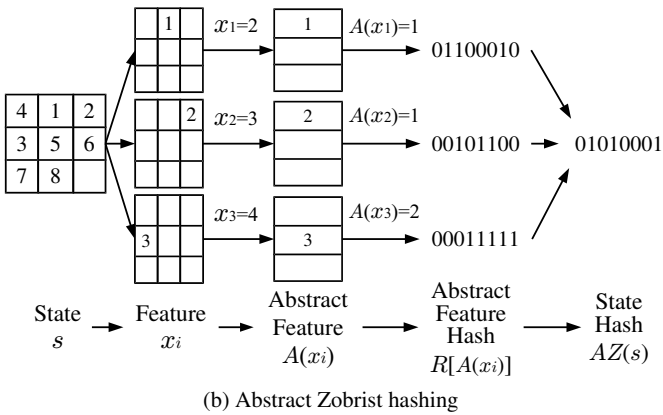 1 x₁=2 1 A(x₁)=1 01100010
4 1 2
3 5 6
7 8
2 x₂=3 2 A(x₂)=1 00101100 01010001
3 x₃=4 3 A(x₃)=2 00011111
State
s
Feature
xᵢ
Abstract
Feature
A(xᵢ)
Abstract
Feature
Hash
R[A(xᵢ)]
State
Hash
AZ(s)
(b) Abstract Zobrist hashing